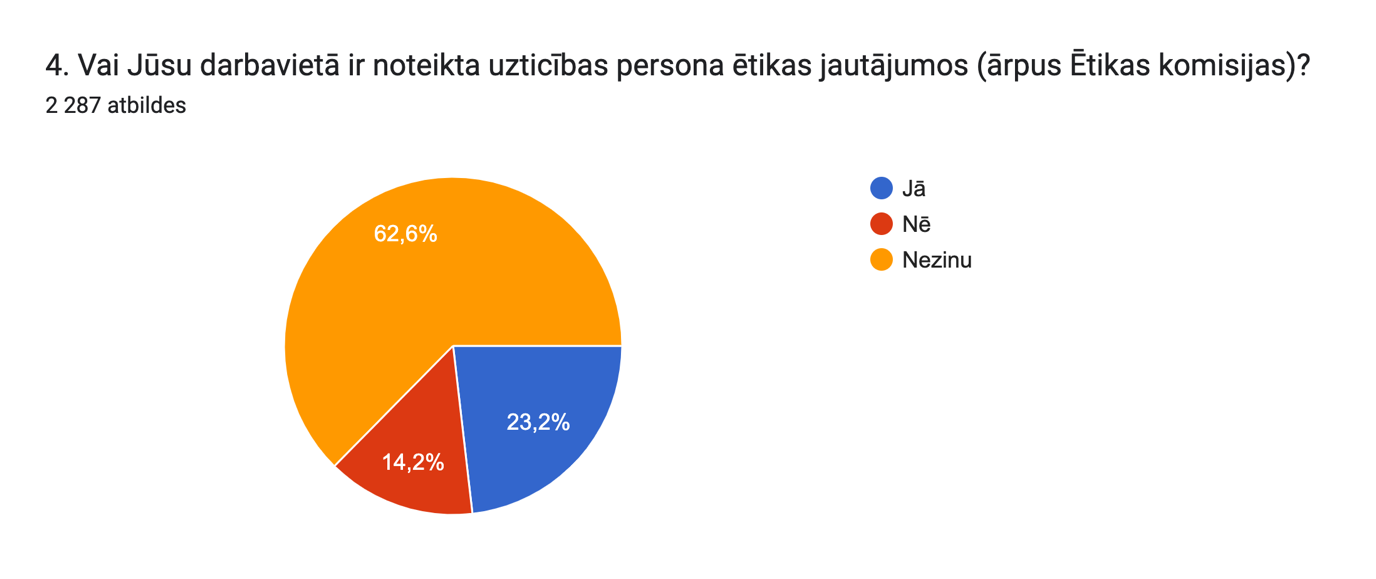 4. Vai Jūsu darbavietā ir noteikta uzticības persona ētikas jautājumos (ārpus Ētikas komisijas)?
2 287 atbildes
Jā
Nē
Nezinu
62,6%
23,2%
14,2%